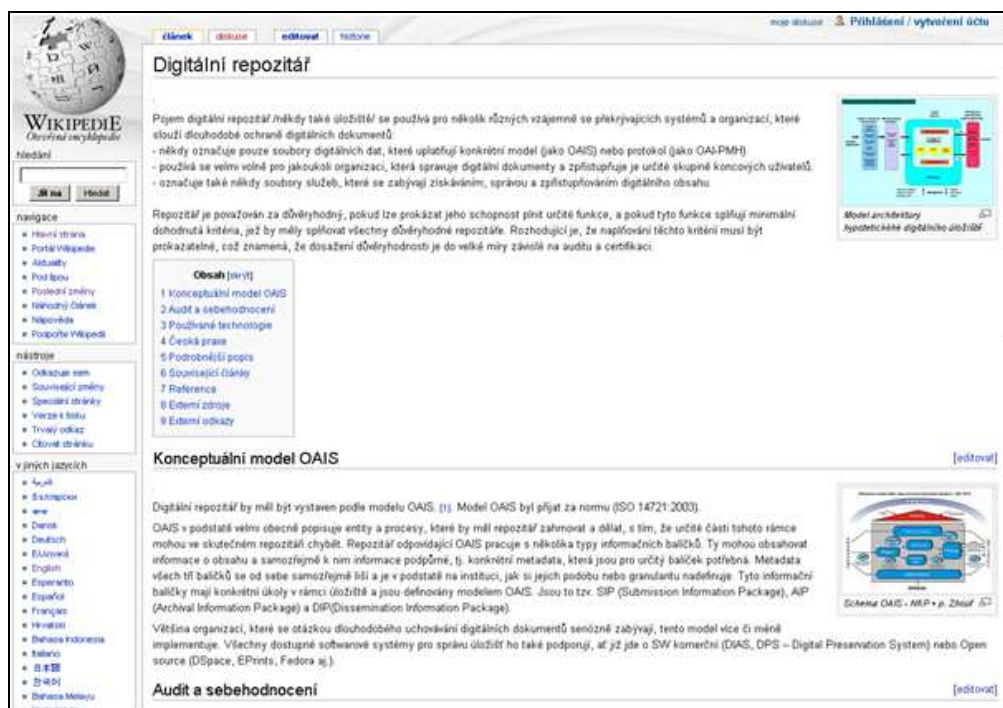 moje diskuse Přihlášení / vytvoření účtu
článek diskuse editovat historie
WIKIPEDIE
Otevřená encyklopedie
hledání
Jít na Hledat
navigace
Hlavní strana
Portál Wikipedie
Aktuality
Pod lípou
Poslední změny
Náhodný článek
Nápověda
Podpořte Wikipedii
nástroje
Odkazuje sem
Související změny
Speciální stránky
Verze k tisku
Trvalý odkaz
Citovat stránku
v jiných jazycích
العربية
Български
Dansk
Deutsch
Ελληνικά
English
Esperanto
Español
Français
Hrvatski
Bahasa Indonesia
Italiano
日本語
한국어
Bahasa Melayu
Digitální repozitář
Pojem digitální repozitář /někdy také úložiště/ se používá pro několik různých vzájemně se překrývajících systémů a organizací, které
slouží dlouhodobé ochraně digitálních dokumentů:
- někdy označuje pouze soubory digitálních dat, které uplatňují konkrétní model (jako OAIS) nebo protokol (jako OAI-PMH)
- používá se velmi volně pro jakoukoli organizaci, která spravuje digitální dokumenty a zpřístupňuje je určité skupině koncových uživatelů.
- označuje také někdy soubory služeb, které se zabývají získáváním, správou a zpřístupňováním digitálního obsahu.
Repozitář je považován za důvěryhodný, pokud lze prokázat jeho schopnost plnit určité funkce, a pokud tyto funkce splňují minimální
dohodnutá kritéria, jež by měly splňovat všechny důvěryhodné repozitáře. Rozhodující je, že naplňování těchto kritérií musí být
prokazatelné, což znamená, že dosažení důvěryhodnosti je do velké míry závislé na auditu a certifikaci.
Model architektury
hypotetického digitálního úložiště
Obsah [skrýt]
1 Konceptuální model OAIS
2 Audit a sebehodnocení
3 Používané technologie
4 Česká praxe
5 Podrobnější popis
6 Související články
7 Reference
8 Externí zdroje
9 Externí odkazy
Konceptuální model OAIS [editovat]
Digitální repozitář by měl být vystaven podle modelu OAIS. [1]. Model OAIS byl přijat za normu (ISO 14721:2003).
OAIS v podstatě velmi obecně popisuje entity a procesy, které by měl repozitář zahrnovat a dělat, s tím, že určité části tohoto rámce
mohou ve skutečném repozitáři chybět. Repozitář odpovídající OAIS pracuje s několika typy informačních balíčků. Ty mohou obsahovat
informace o obsahu a samozřejmě k nim informace podpůrné, tj. konkrétní metadata, která jsou pro určitý balíček potřebná. Metadata
všech tří balíčků se od sebe samozřejmě liší a je v podstatě na instituci, jak si jejich podobu nebo granulantu nadefinuje. Tyto informační
balíčky mají konkrétní úkoly v rámci úložiště a jsou definovány modelem OAIS. Jsou to tzv. SIP (Submission Information Package), AIP
(Archival Information Package) a DIP(Dissemination Information Package).
Schema OAIS - NKP • p. Zhouf
Většina organizací, které se otázkou dlouhodobého uchovávání digitálních dokumentů seriózně zabývají, tento model více či méně
implementuje. Všechny dostupné softwarové systémy pro správu úložišť ho také podporují, ať již jde o SW komerční (DIAS, DPS – Digital Preservation System) nebo Open
source (DSpace, EPrints, Fedora aj.).
Audit a sebehodnocení [editovat]